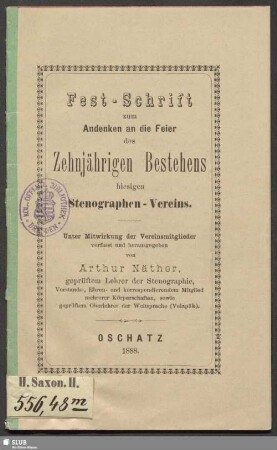 Fest-Schrift
zum
Andenken an die Feier
des
Zehnjährigen Bestehens
hiesigen
Stenographen-Vereins.
Unter Mitwirkung der Vereinsmitglieder
verfasst und herausgegeben
von
Arthur Näther,
geprüftem Lehrer der Stenographie,
Vorstands-, Ehren- und korrespondierendem Mitglied
mehrerer Körperschaften, sowie
geprüftem Oberlehrer der Weltsprache (Volapük).
OSCHATZ
1888.
H. Saxon. II.
556,48m
SLUB